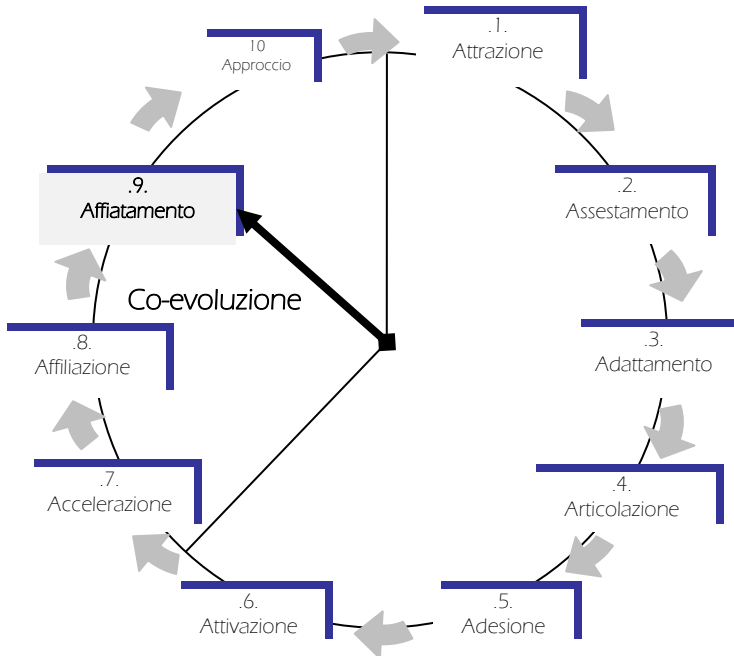 .1.
Attrazione
.2.
Assestamento
.3.
Adattamento
.4.
Articolazione
.5.
Adesione
.6.
Attivazione
.7.
Accelerazione
.8.
Affiliazione
.9.
Affiatamento
10
Approccio
Co-evoluzione